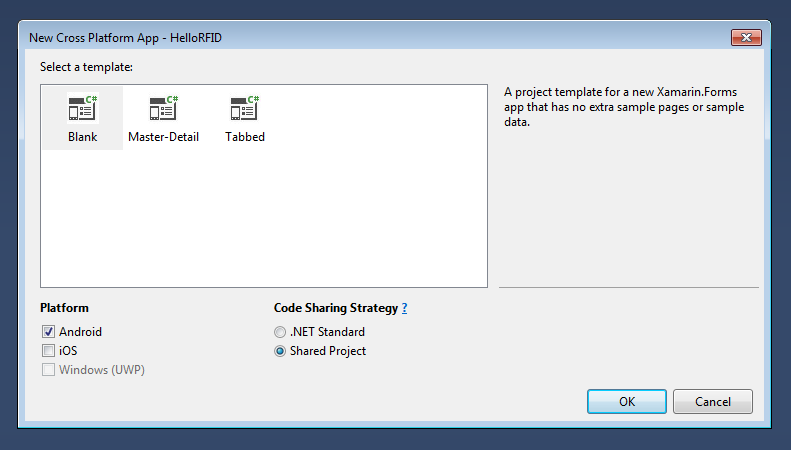 New Cross Platform App - HelloRFID
Select a template:
C#
C#
C#
Blank
Master-Detail
Tabbed
A project template for a new Xamarin.Forms
app that has no extra sample pages or sample
data.
Platform
Android
iOS
Windows (UWP)
Code Sharing Strategy ?
.NET Standard
Shared Project
OK
Cancel